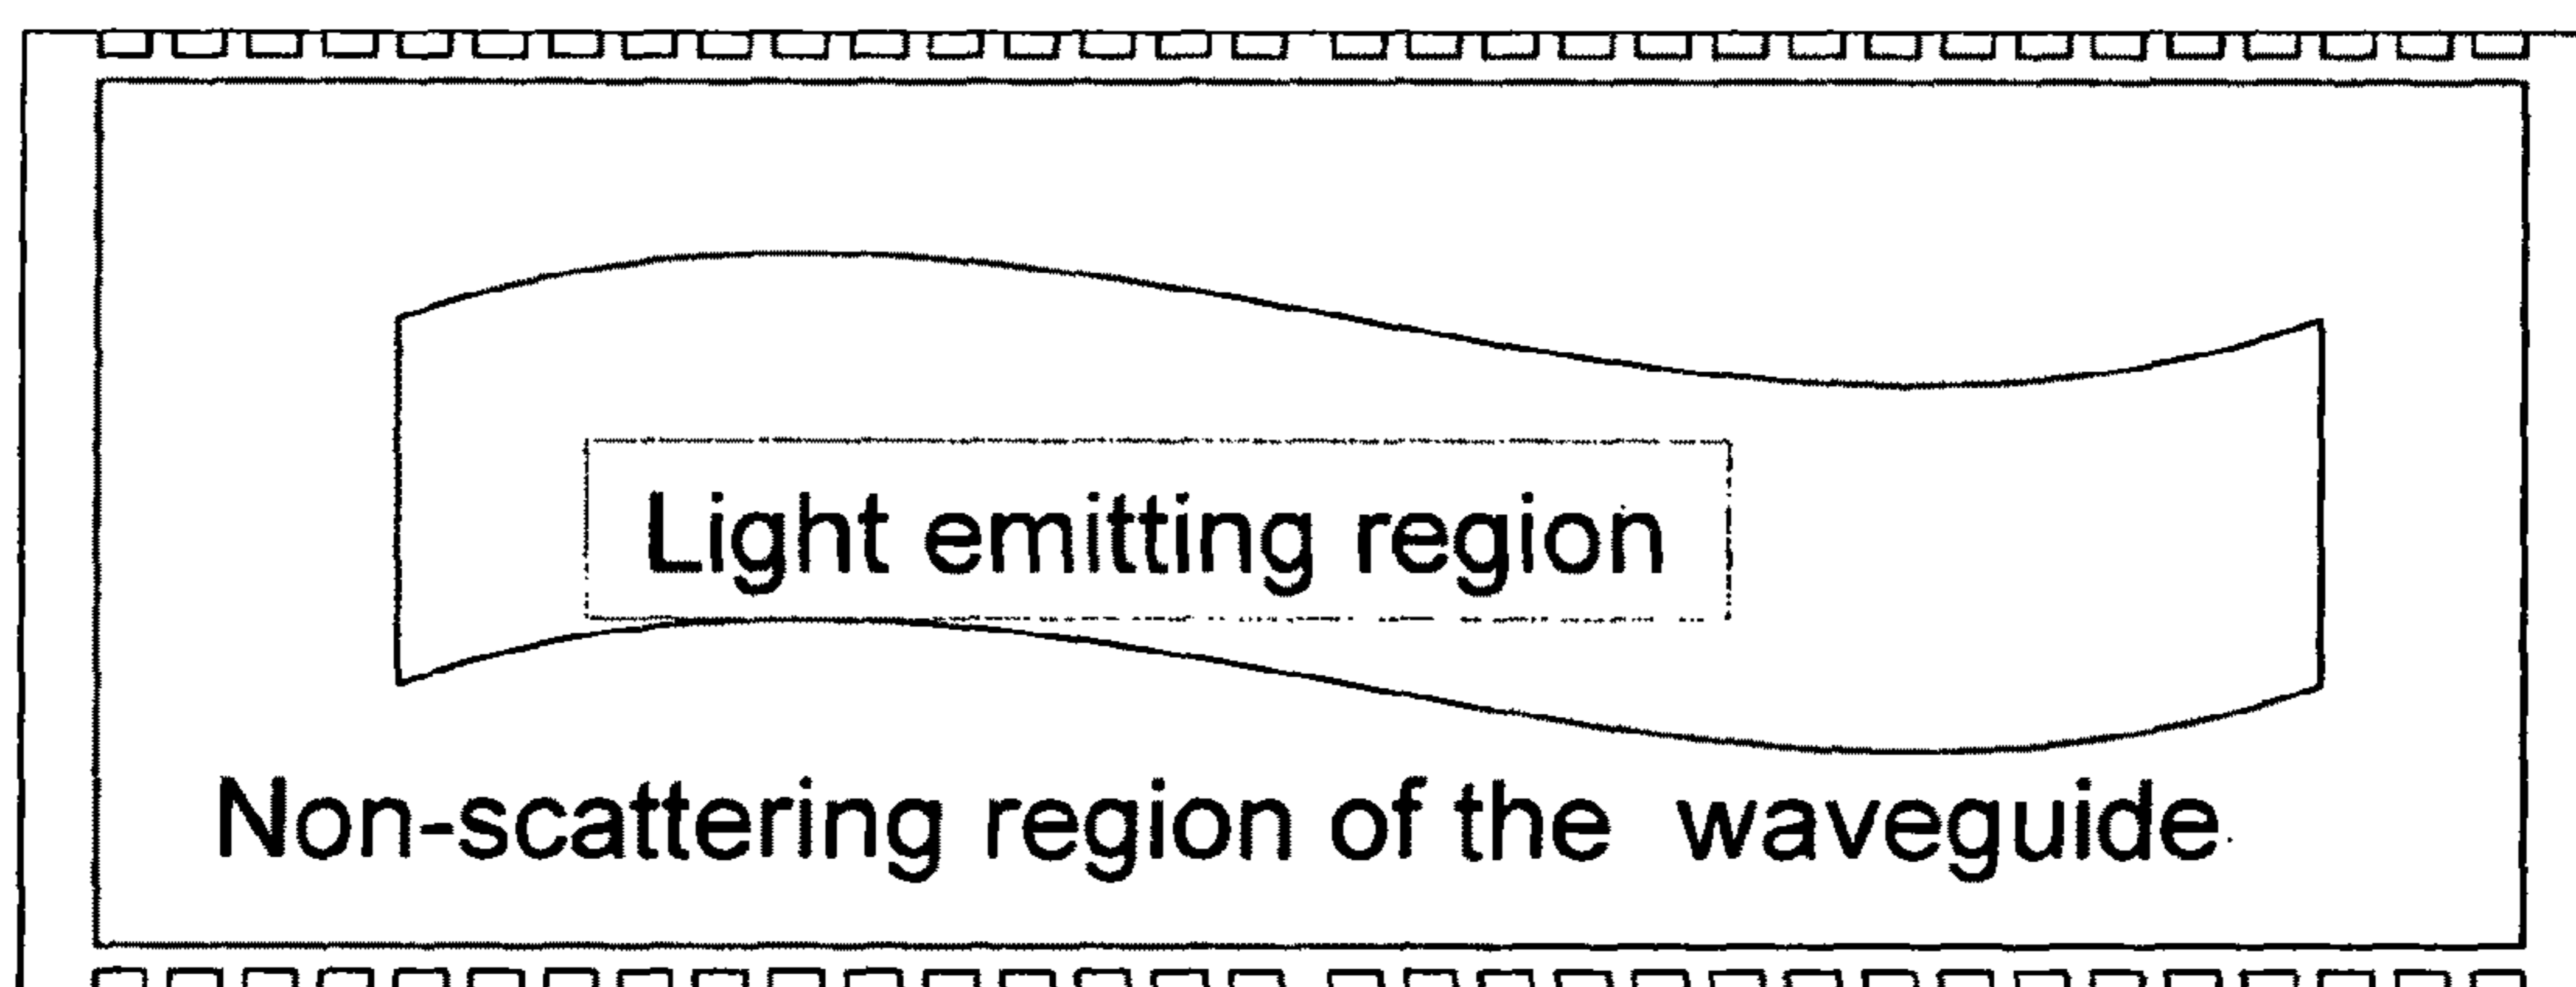 Light emitting region
Non-scattering region of the waveguide